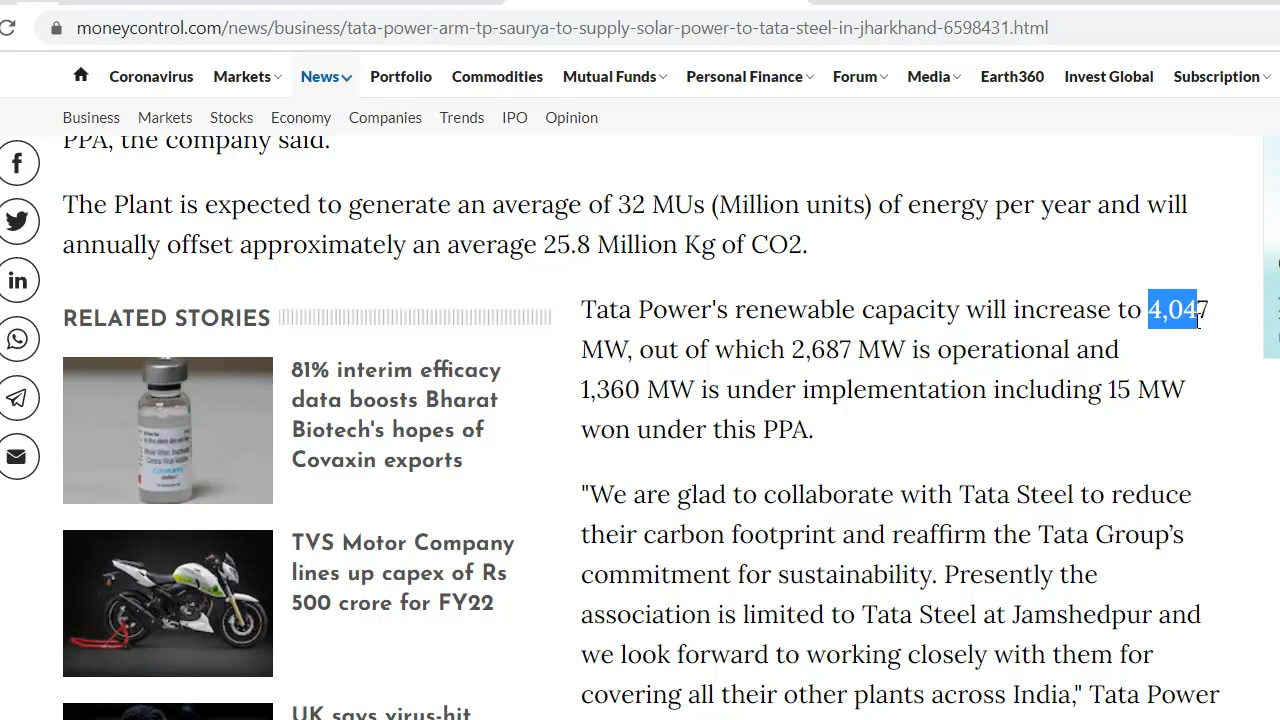 moneycontrol.com/news/business/tata-power-arm-tp-saurya-to-supply-solar-power-to-tata-steel-in-jharkhand-6598431.html
Coronavirus Markets News Portfolio Commodities Mutual Funds Personal Finance Forum Media Earth360 Invest Global Subscription
Business Markets Stocks Economy Companies Trends IPO Opinion
PPA, the company said.
The Plant is expected to generate an average of 32 MUs (Million units) of energy per year and will
annually offset approximately an average 25.8 Million Kg of CO2.
RELATED STORIES
81% interim efficacy
data boosts Bharat
Biotech's hopes of
Covaxin exports
TVS Motor Company
lines up capex of Rs
500 crore for FY22
UK says virus-hit
Tata Power's renewable capacity will increase to 4,047
MW, out of which 2,687 MW is operational and
1,360 MW is under implementation including 15 MW
won under this PPA.
"We are glad to collaborate with Tata Steel to reduce
their carbon footprint and reaffirm the Tata Group’s
commitment for sustainability. Presently the
association is limited to Tata Steel at Jamshedpur and
we look forward to working closely with them for
covering all their other plants across India," Tata Power